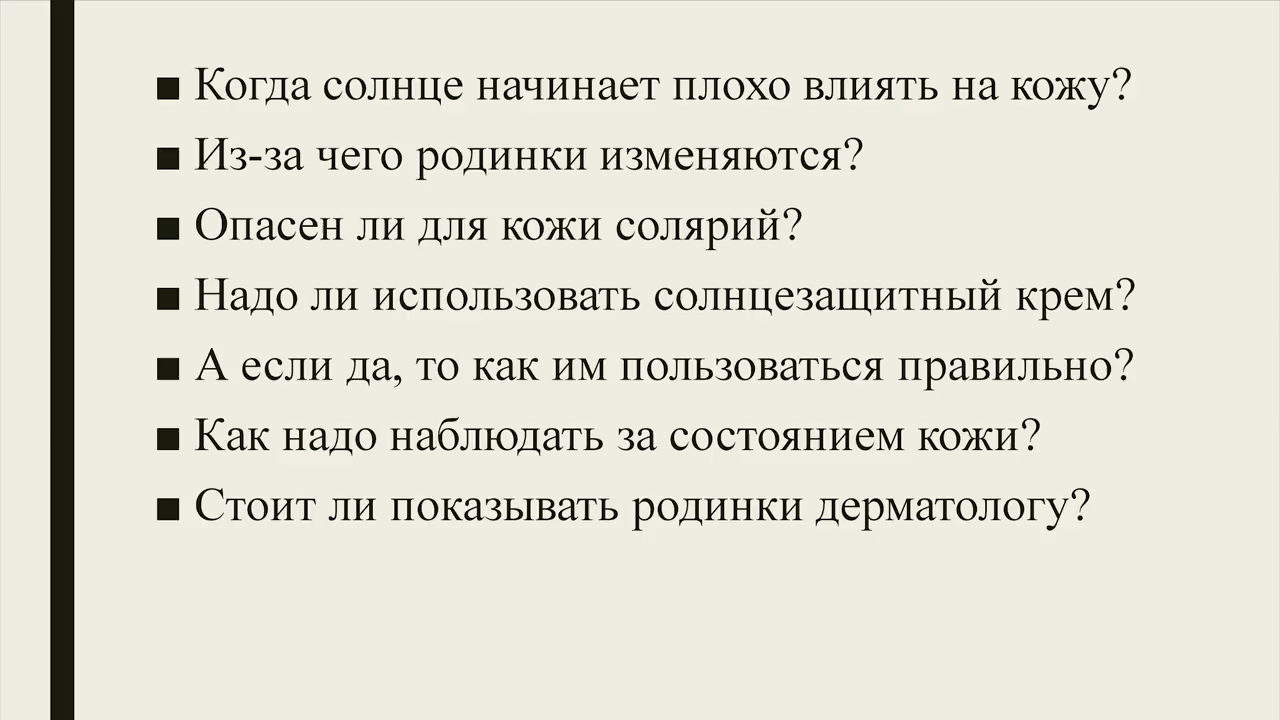 ■ Когда солнце начинает плохо влиять на кожу?
■ Из-за чего родинки изменяются?
■ Опасен ли для кожи солярий?
■ Надо ли использовать солнцезащитный крем?
■ А если да, то как им пользоваться правильно?
■ Как надо наблюдать за состоянием кожи?
■ Стоит ли показывать родинки дерматологу?